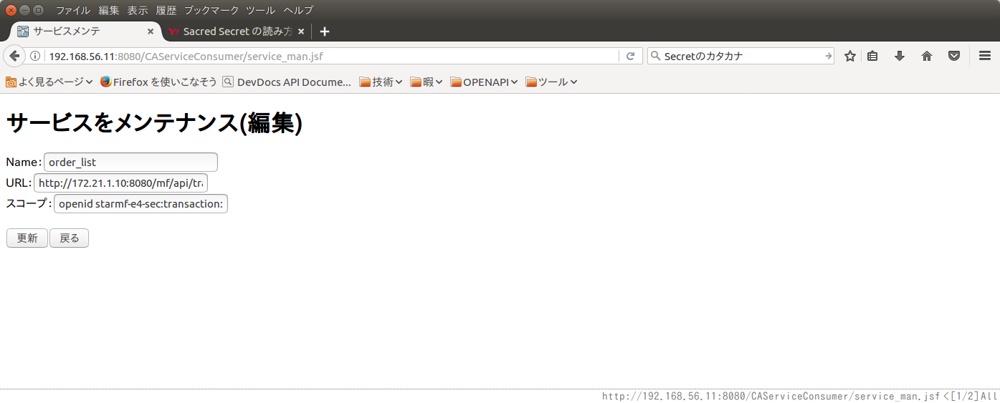 ファイル 編集 表示 履歴 ブックマーク ツール ヘルプ
サービスメンテ Sacred Secret の読み方
192.168.56.11:8080/CAServiceConsumer/service_man.jsf Secretのカタカナ
よく見るページ Firefox を使いこなそう DevDocs API Docume... 技術 暇 OPENAPI ツール
サービスをメンテナンス(編集)
Name: order_list
URL: http://172.21.1.10:8080/mf/api/tra
スコープ: openid starmf-e4-sec:transaction:
更新 戻る
http://192.168.56.11:8080/CAServiceConsumer/service_man.jsf <[1/2]All